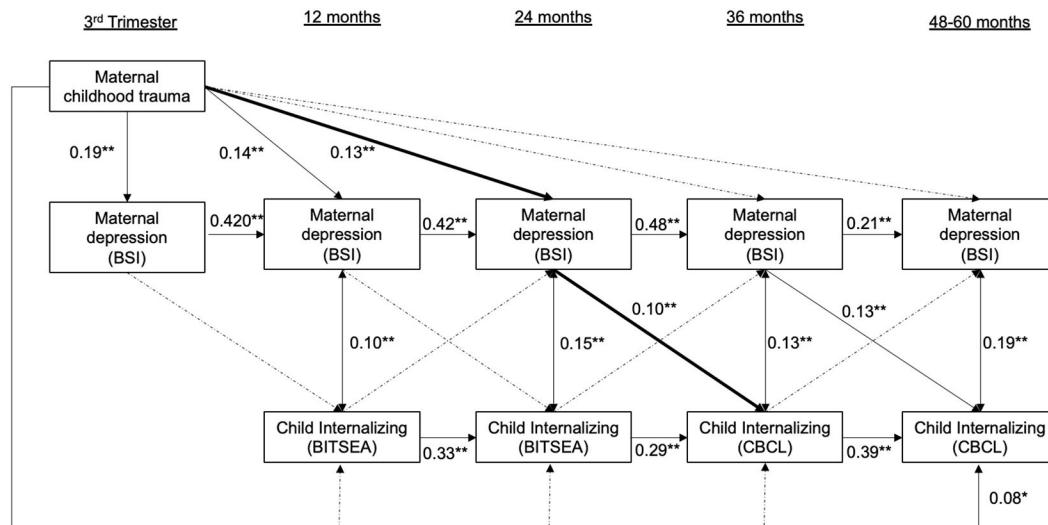 3rd Trimester
12 months
24 months
36 months
48-60 months
Maternal
childhood trauma
0.19**
0.14**
0.13**
Maternal
depression
(BSI)
0.420**
Maternal
depression
(BSI)
0.42**
Maternal
depression
(BSI)
0.48**
Maternal
depression
(BSI)
0.21**
Maternal
depression
(BSI)
0.10**
0.15**
0.10**
0.13**
0.13**
0.19**
Child Internalizing
(BITSEA)
0.33**
Child Internalizing
(BITSEA)
0.29**
Child Internalizing
(CBCL)
0.39**
Child Internalizing
(CBCL)
0.08*